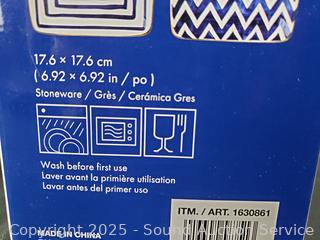 17.6 × 17.6 cm
( 6.92 × 6.92 in / po )
Stoneware / Grès / Cerámica Gres
Wash before first use
Laver avant la première utilisation
Lavar antes del primer uso
ITM. / ART. 1630861
MADE IN CHINA
Copyright 2025 - Sound Auction Service